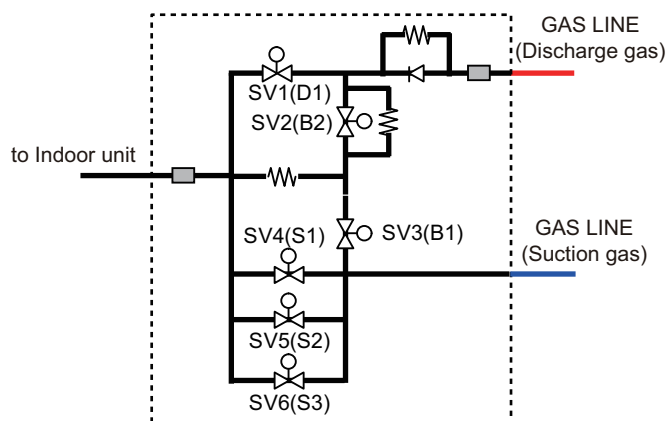 GAS LINE
(Discharge gas)
SV1(D1)
SV2(B2)
to Indoor unit
SV4(S1)
SV3(B1)
GAS LINE
(Suction gas)
SV5(S2)
SV6(S3)